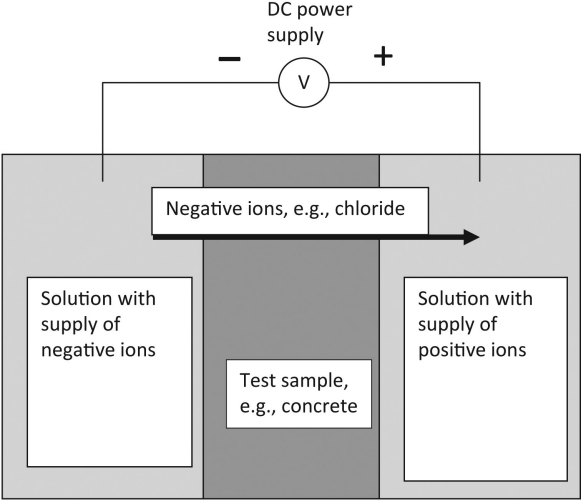 DC power
supply
− +
V
Negative ions, e.g., chloride
Solution with
supply of
negative ions
Solution with
supply of
positive ions
Test sample,
e.g., concrete